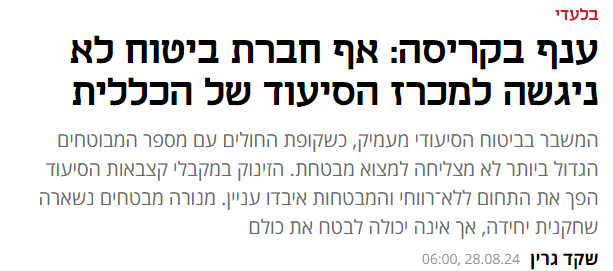 בלעדי
ענף בקריסה: אף חברת ביטוח לא
ניגשה למכרז הסיעוד של הכללית
המשבר בביטוח הסיעודי מעמיק, כשקופת החולים עם מספר המבוטחים
הגדול ביותר לא מצליחה למצוא מבטחת. הזינוק במקבלי קצבאות הסיעוד
הפך את התחום ללא־רווחי והמבטחות איבדו עניין. מנורה מבטחים נשארה
שחקנית יחידה, אך אינה יכולה לבטח את כולם
שקד גרין 28.08.24, 06:00